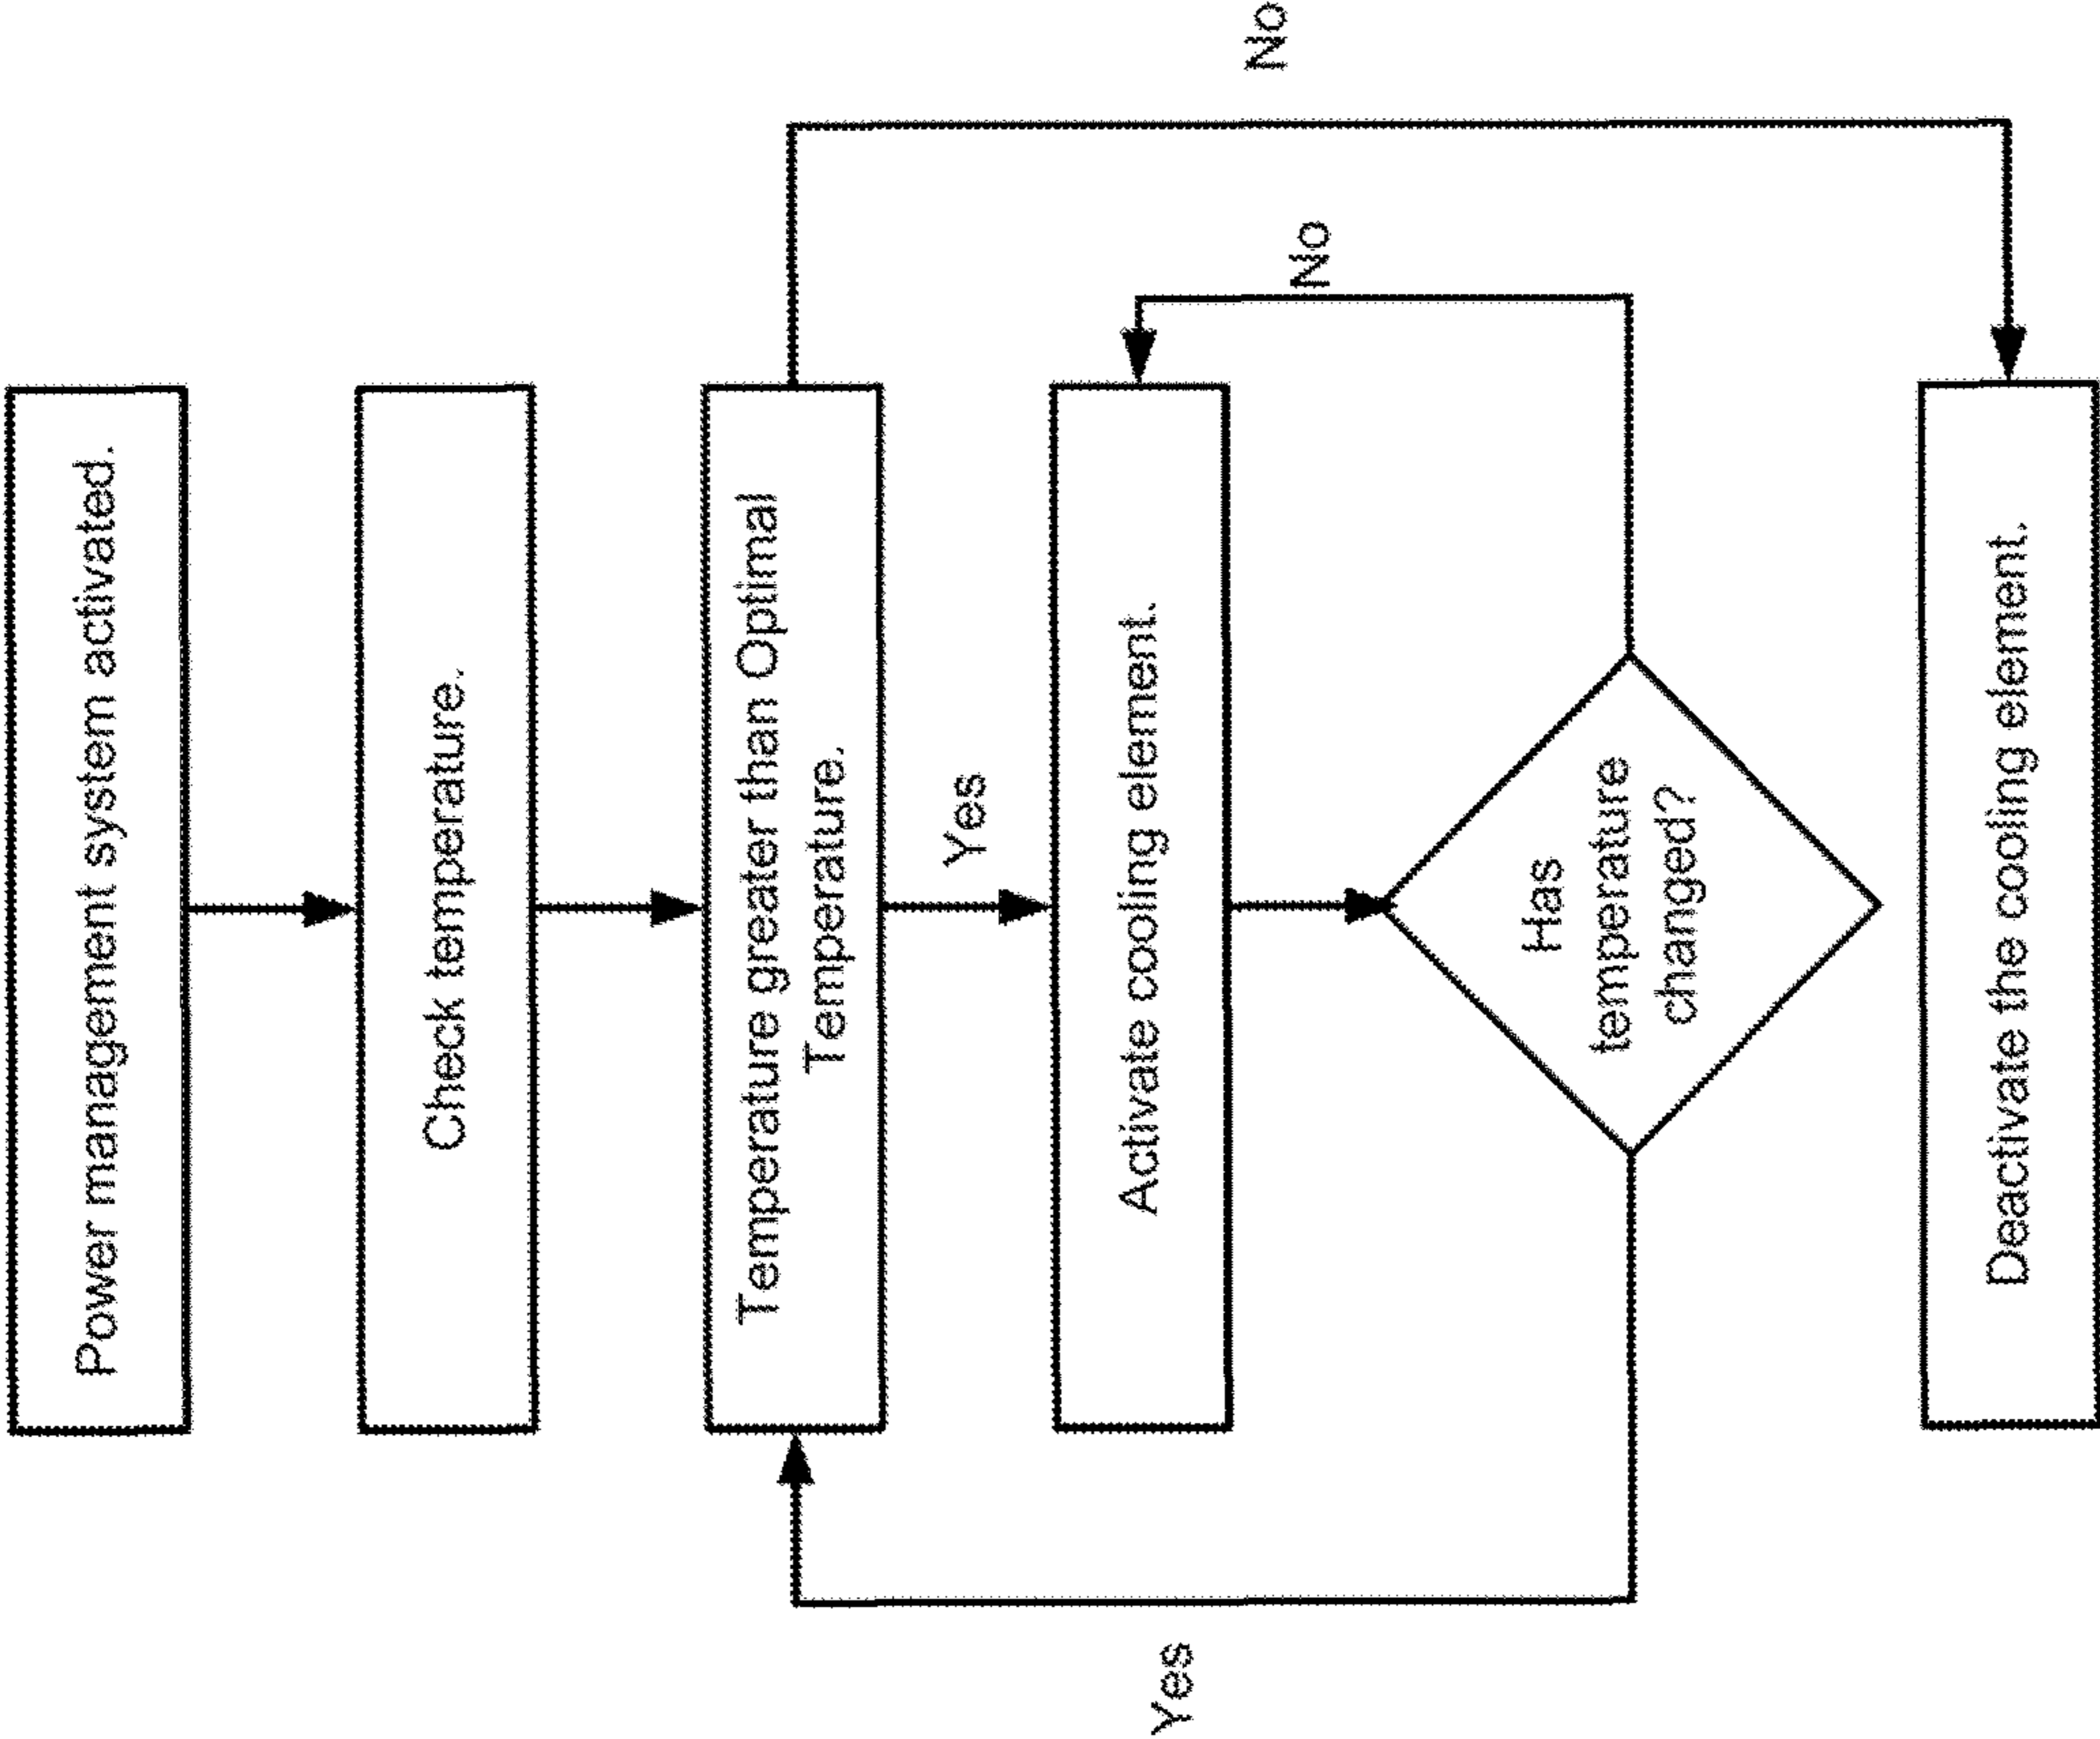 Power management system activated.
Check temperature.
Temperature greater than Optimal
Temperature.
Yes
Activate cooling element.
Has
temperature
changed?
No
Yes
No
Deactivate the cooling element.